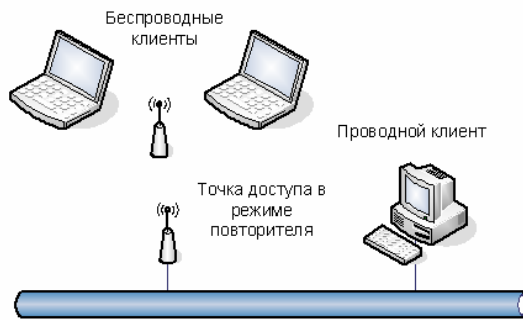 Беспроводные
клиенты
Проводной клиент
Точка доступа в
режиме
повторителя